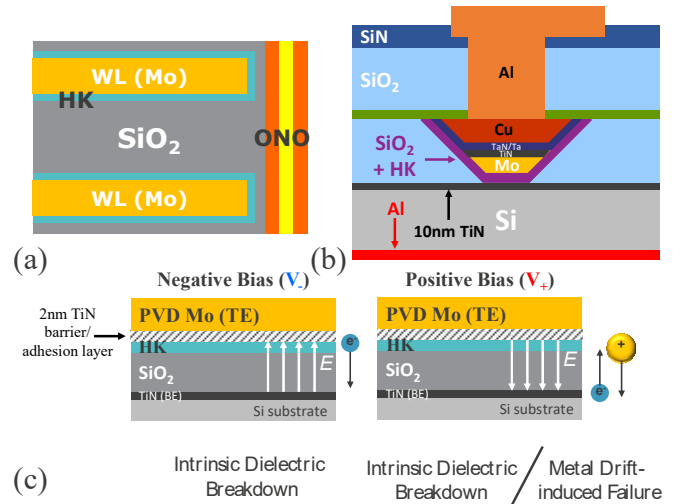 WL (Mo)
HK
SiO₂
ONO
WL (Mo)
(a)
SiN
SiO₂
Al
Cu
TaN/Ta
TiN
Mo
SiO₂
+ HK
Al
10nm TiN
Si
(b)
Negative Bias (V₋)
2nm TiN
barrier/
adhesion layer
PVD Mo (TE)
HK
SiO₂
E
TiN (BE)
Si substrate
e⁻
Positive Bias (V₊)
PVD Mo (TE)
HK
SiO₂
E
TiN (BE)
Si substrate
+
e⁻
(c)
Intrinsic Dielectric
Breakdown
Intrinsic Dielectric
Breakdown
/
Metal Drift-
induced Failure